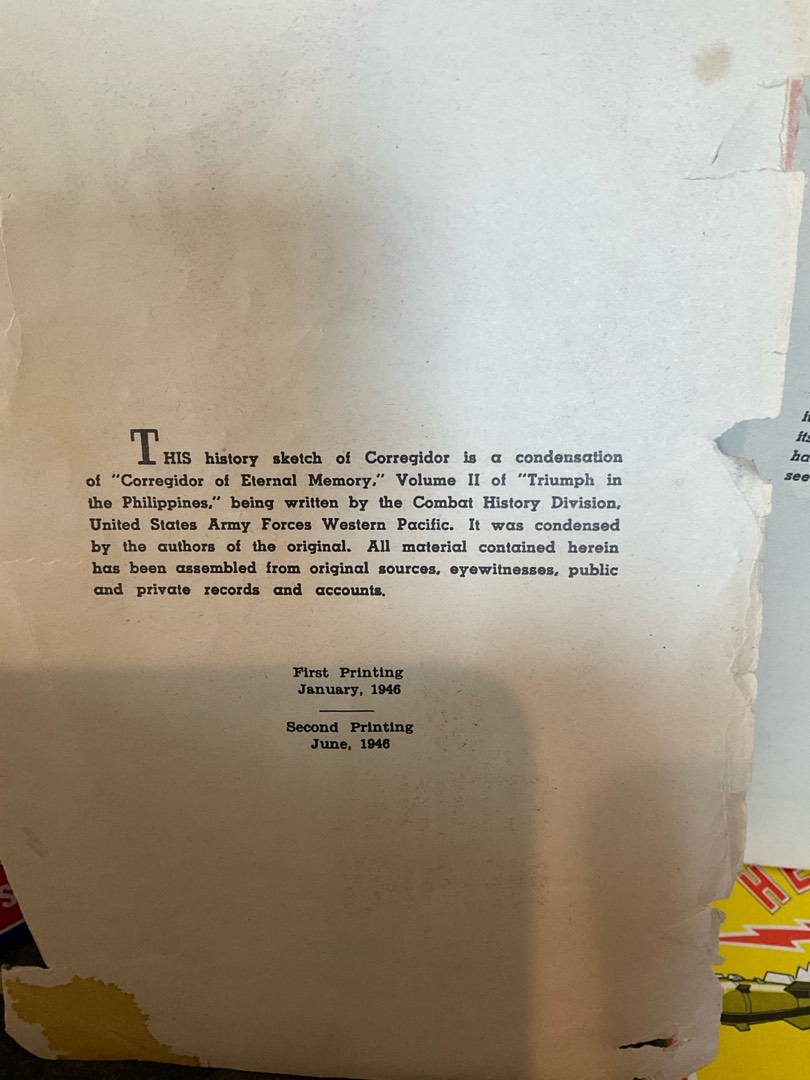 THIS history sketch of Corregidor is a condensation
of "Corregidor of Eternal Memory," Volume II of "Triumph in
the Philippines," being written by the Combat History Division,
United States Army Forces Western Pacific. It was condensed
by the authors of the original. All material contained herein
has been assembled from original sources, eyewitnesses, public
and private records and accounts.
First Printing
January, 1946
Second Printing
June, 1946
its
see
HE
S